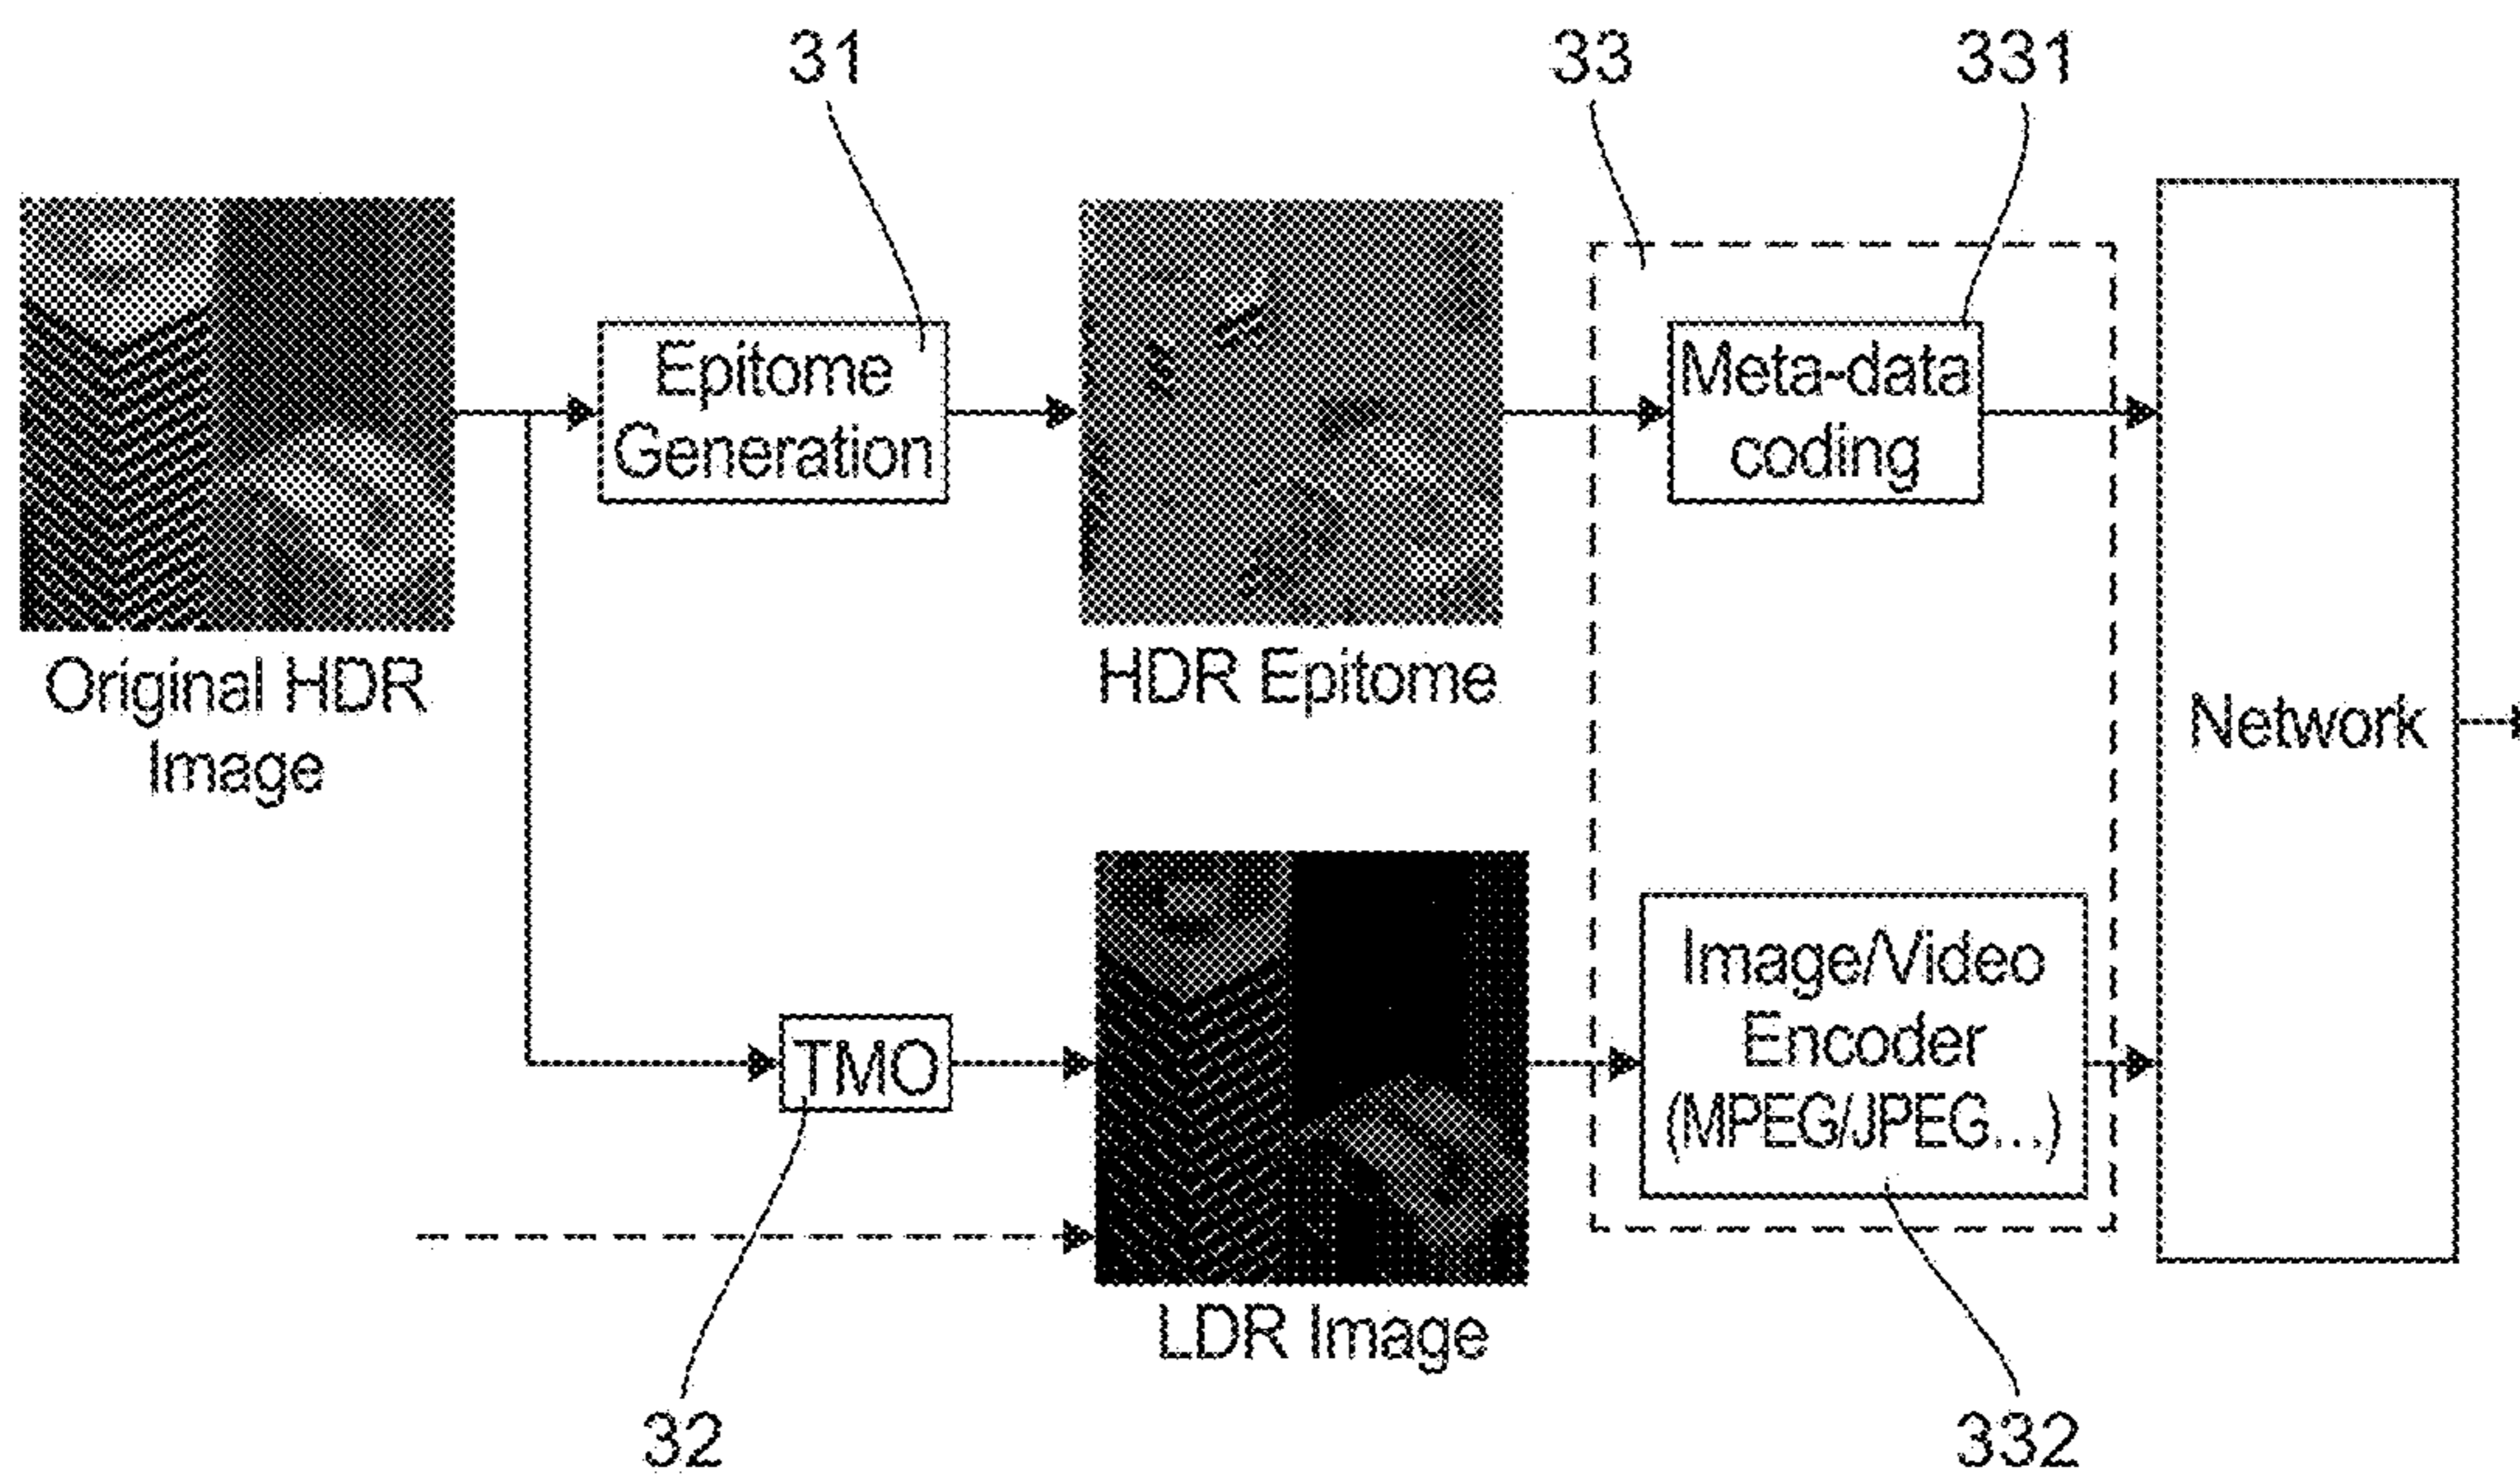 31
33
331
Epitome
Generation
Meta-data
coding
Original HDR
Image
HDR Epitome
Network
Image/Video
Encoder
(MPEG/JPEG...)
TMO
LDR Image
32
332